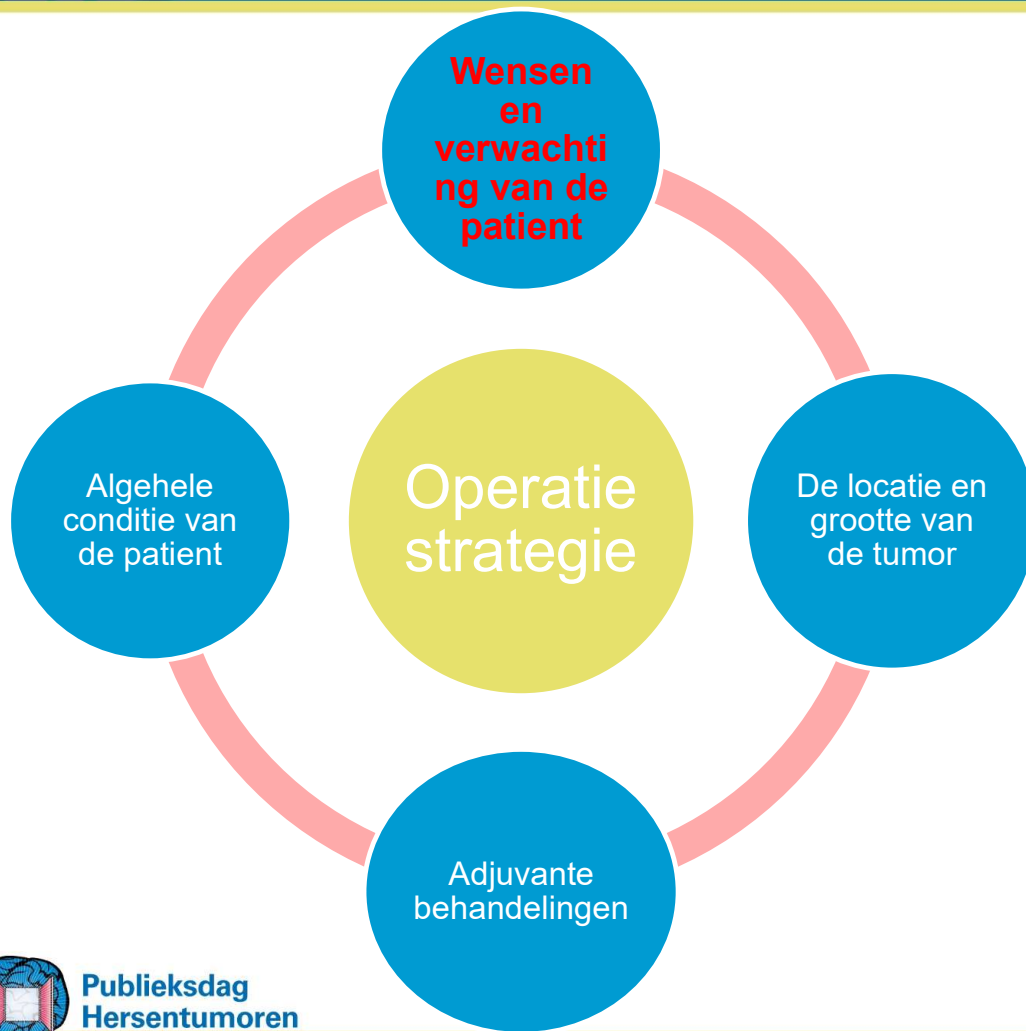 Wensen
en
verwachti
ng van de
patient
Algehele
conditie van
de patient
Operatie
strategie
De locatie en
grootte van
de tumor
Adjuvante
behandelingen
Publieksdag
Hersentumoren